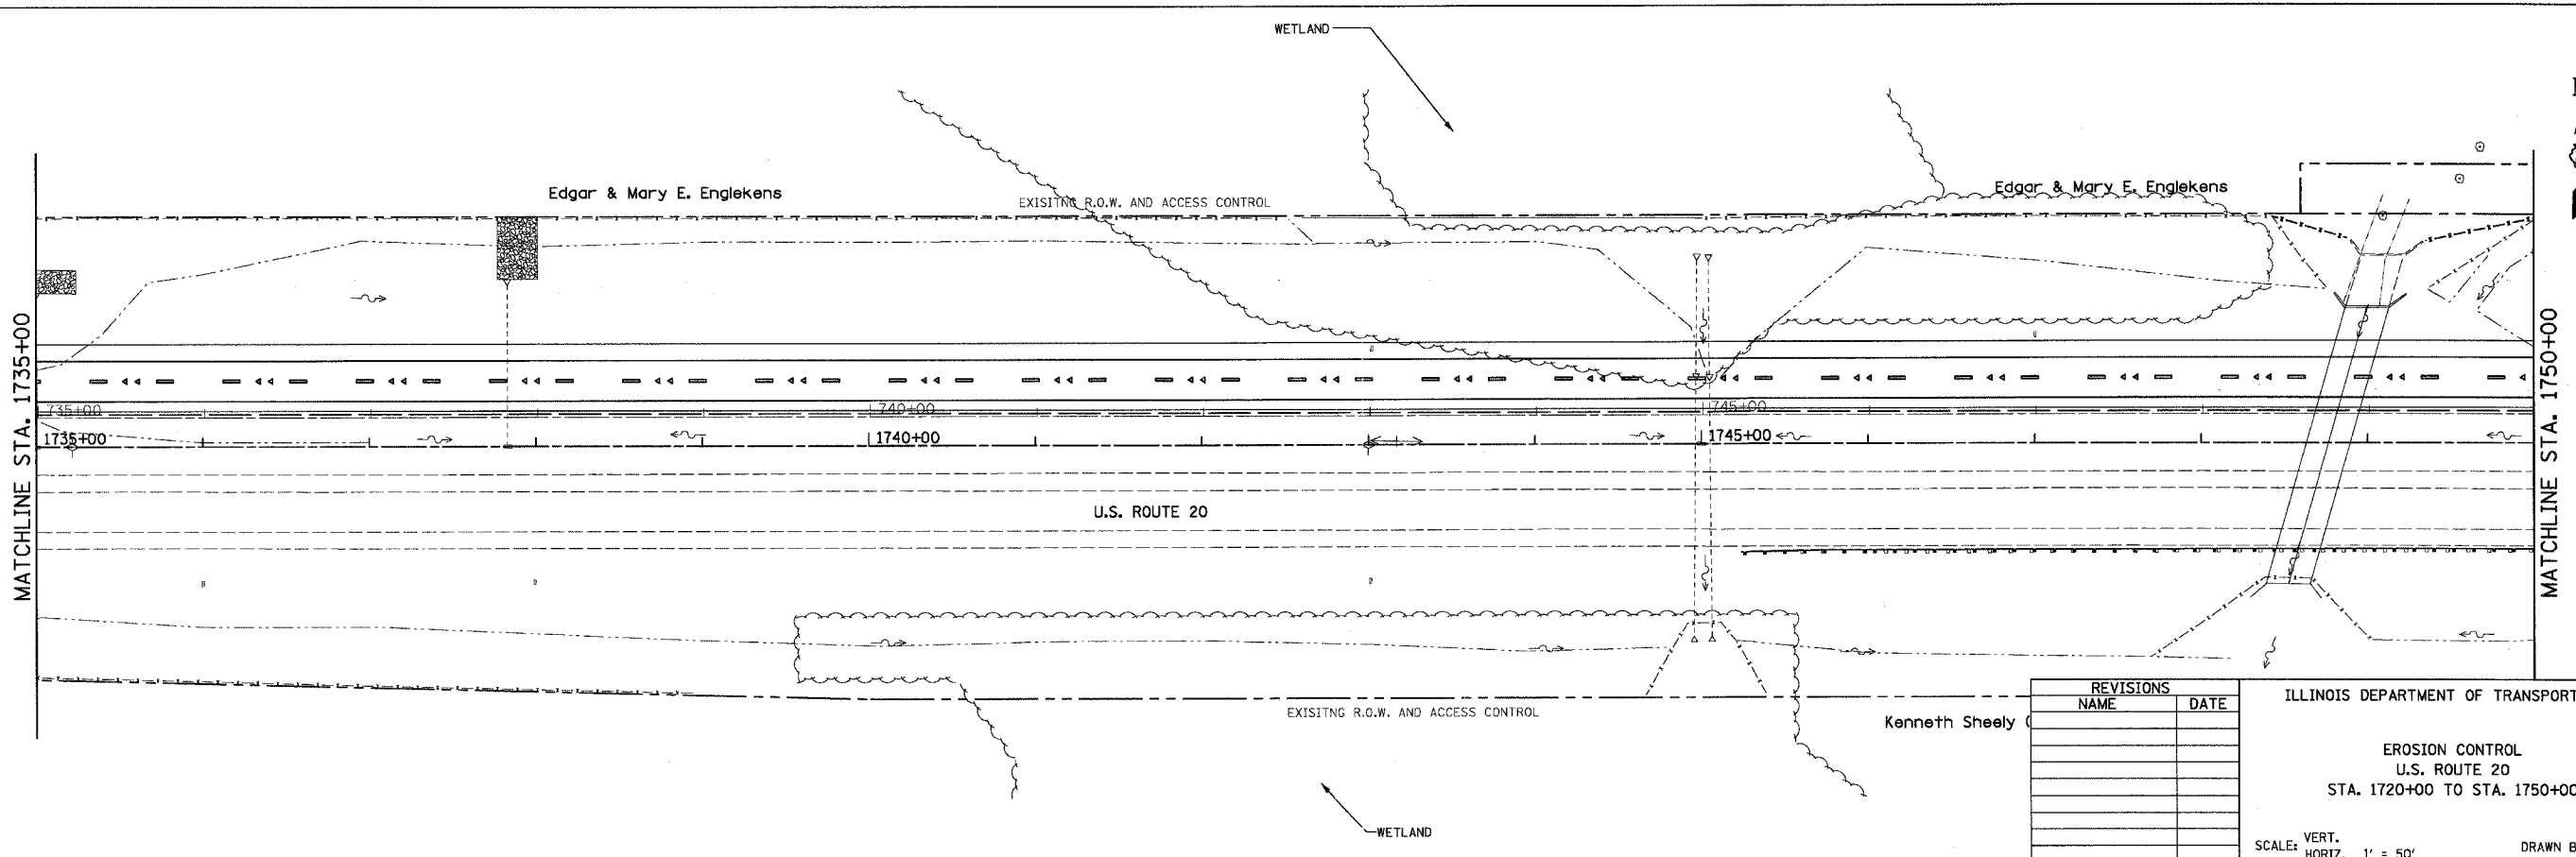 WETLAND
Edgar & Mary E. Englekens
EXISITNG R.O.W. AND ACCESS CONTROL
Edgar & Mary E. Englekens
MATCHLINE STA. 1735+00
MATCHLINE STA. 1750+00
735+00
740+00
745+00
1735+00
1740+00
1745+00
U.S. ROUTE 20
EXISITNG R.O.W. AND ACCESS CONTROL
Kenneth Sheely (
WETLAND
REVISIONS
NAME DATE
ILLINOIS DEPARTMENT OF TRANSPORT
EROSION CONTROL
U.S. ROUTE 20
STA. 1720+00 TO STA. 1750+00
SCALE: VERT.
HORIZ. 1' = 50'
DRAWN B